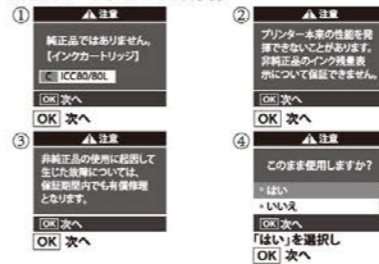 ① ⚠注意
純正品ではありません。
【インクカートリッジ】
C ICC80/80L
OK 次へ
OK 次へ
② ⚠注意
プリンター本来の性能を発
揮できないことがあります。
非純正品のインク残量表
示について保証できません。
OK 次へ
OK 次へ
③ ⚠注意
非純正品の使用に起因して
生じた故障については、
保証期間内でも有償修理
となります。
OK 次へ
OK 次へ
④ ⚠注意
このまま使用しますか?
・はい
・いいえ
OK 次へ
「はい」を選択し
OK 次へ